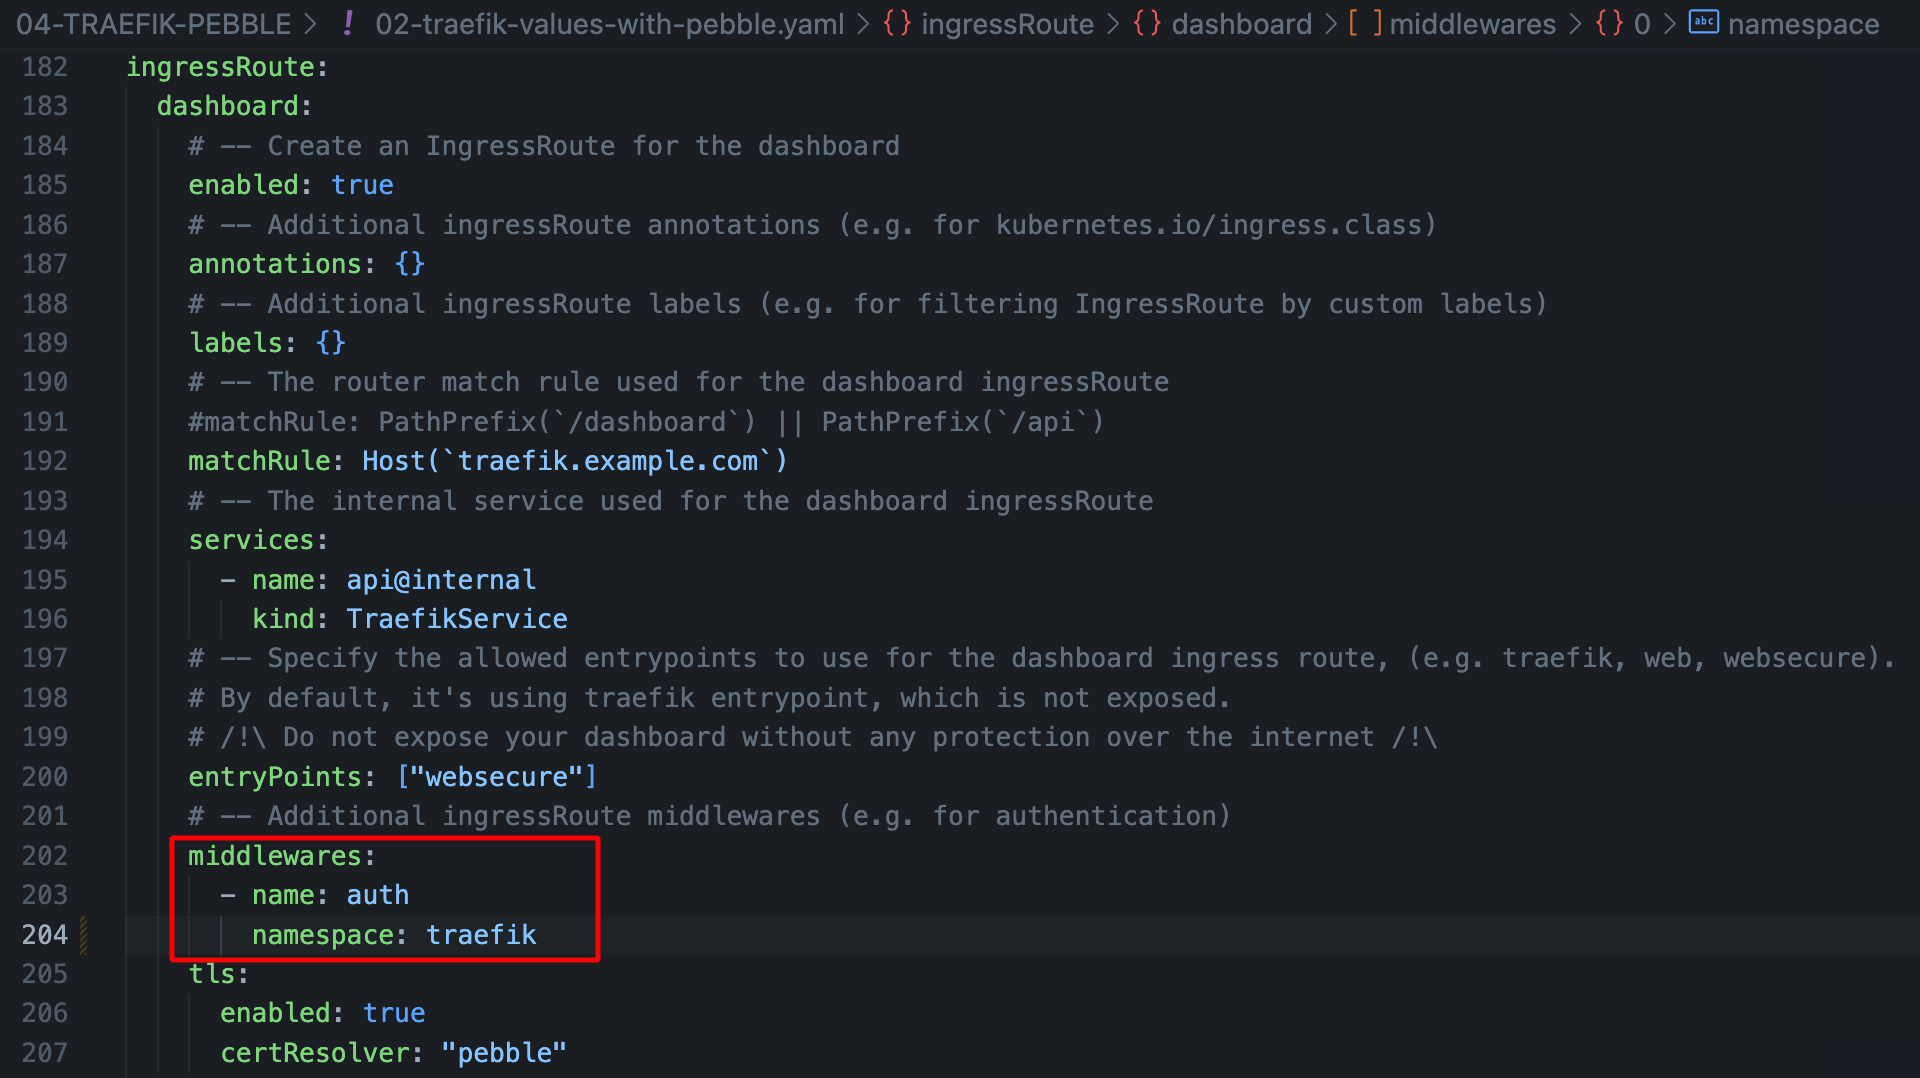 04-TRAEFIK-PEBBLE > ! 02-traefik-values-with-pebble.yaml > {} ingressRoute > {} dashboard > [ ] middlewares > {} 0 > abc namespace
182 ingressRoute:
183 dashboard:
184 # -- Create an IngressRoute for the dashboard
185 enabled: true
186 # -- Additional ingressRoute annotations (e.g. for kubernetes.io/ingress.class)
187 annotations: {}
188 # -- Additional ingressRoute labels (e.g. for filtering IngressRoute by custom labels)
189 labels: {}
190 # -- The router match rule used for the dashboard ingressRoute
191 #matchRule: PathPrefix(`/dashboard`) || PathPrefix(`/api`)
192 matchRule: Host(`traefik.example.com`)
193 # -- The internal service used for the dashboard ingressRoute
194 services:
195 - name: api@internal
196 kind: TraefikService
197 # -- Specify the allowed entrypoints to use for the dashboard ingress route, (e.g. traefik, web, websecure).
198 # By default, it's using traefik entrypoint, which is not exposed.
199 # /!\ Do not expose your dashboard without any protection over the internet /!\
200 entryPoints: ["websecure"]
201 # -- Additional ingressRoute middlewares (e.g. for authentication)
202 middlewares:
203 - name: auth
204 namespace: traefik
205 tls:
206 enabled: true
207 certResolver: "pebble"